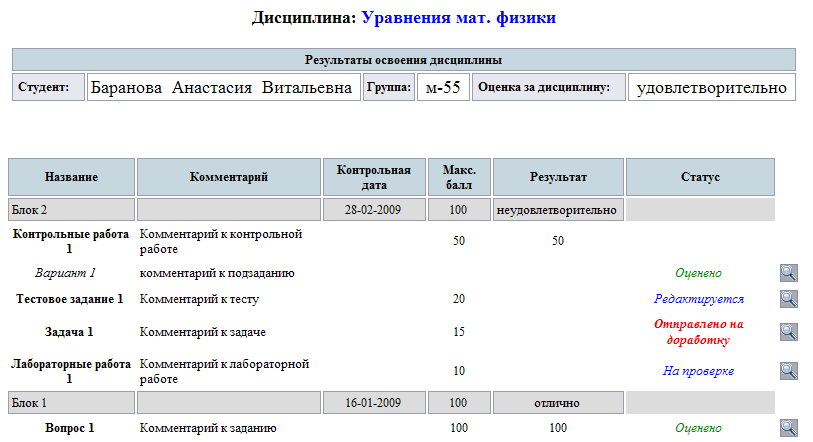 Дисциплина: Уравнения мат. физики
Результаты освоения дисциплины
Студент: Баранова Анастасия Витальевна Группа: м-55 Оценка за дисциплину: удовлетворительно
Название Комментарий Контрольная дата Макс. балл Результат Статус
Блок 2 28-02-2009 100 неудовлетворительно
Контрольные работа 1 Комментарий к контрольной работе 50 50
Вариант 1 комментарий к подзаданию Оценено
Тестовое задание 1 Комментарий к тесту 20 Редактируется
Задача 1 Комментарий к задаче 15 Отправлено на доработку
Лабораторные работа 1 Комментарий к лабораторной работе 10 На проверке
Блок 1 16-01-2009 100 отлично
Вопрос 1 Комментарий к заданию 100 100 Оценено